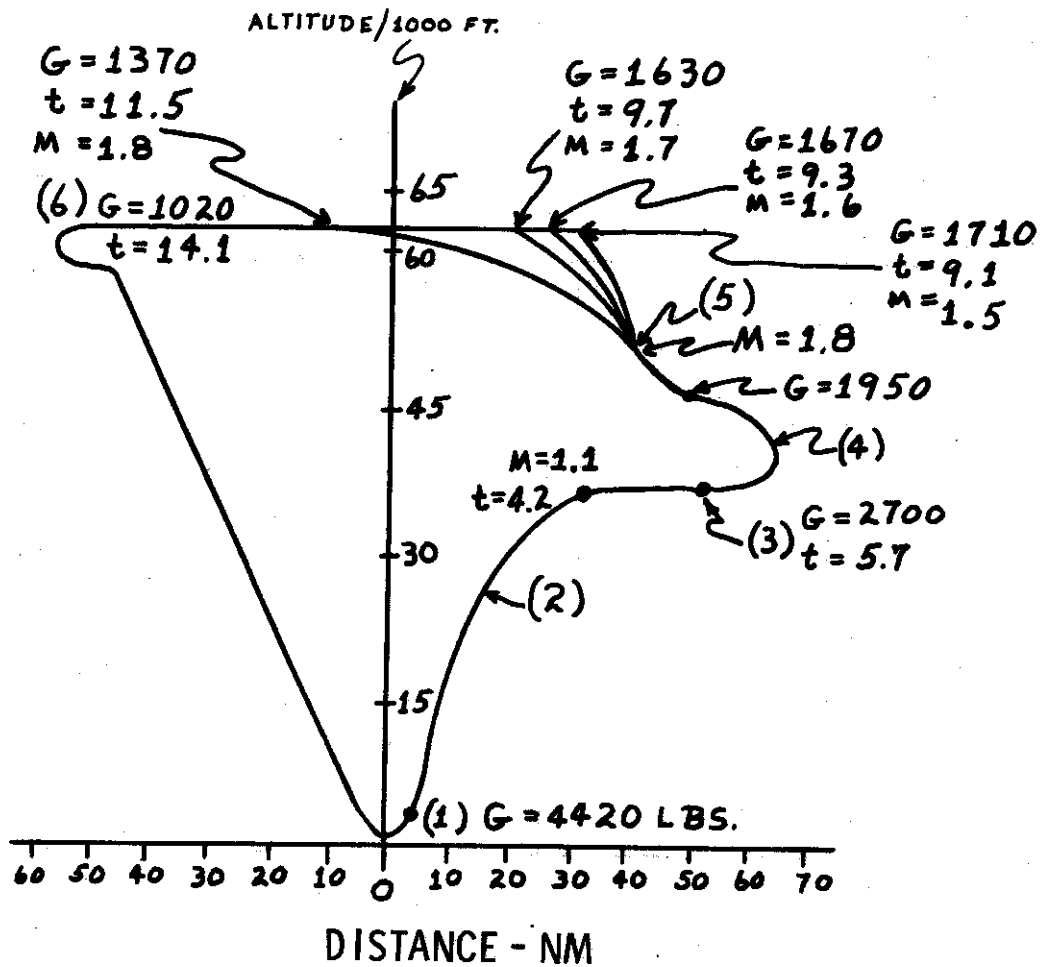 ALTITUDE/1000 FT.
G = 1370
t = 11.5
M = 1.8
G = 1630
t = 9.7
M = 1.7
G = 1670
t = 9.3
M = 1.6
G = 1710
t = 9.1
M = 1.5
(6) G = 1020
t = 14.1
65
60
(5)
M = 1.8
G = 1950
45
(4)
M = 1.1
t = 4.2
(3) G = 2700
t = 5.7
30
(2)
15
(1) G = 4420 LBS.
60 50 40 30 20 10 0 10 20 30 40 50 60 70
DISTANCE - NM